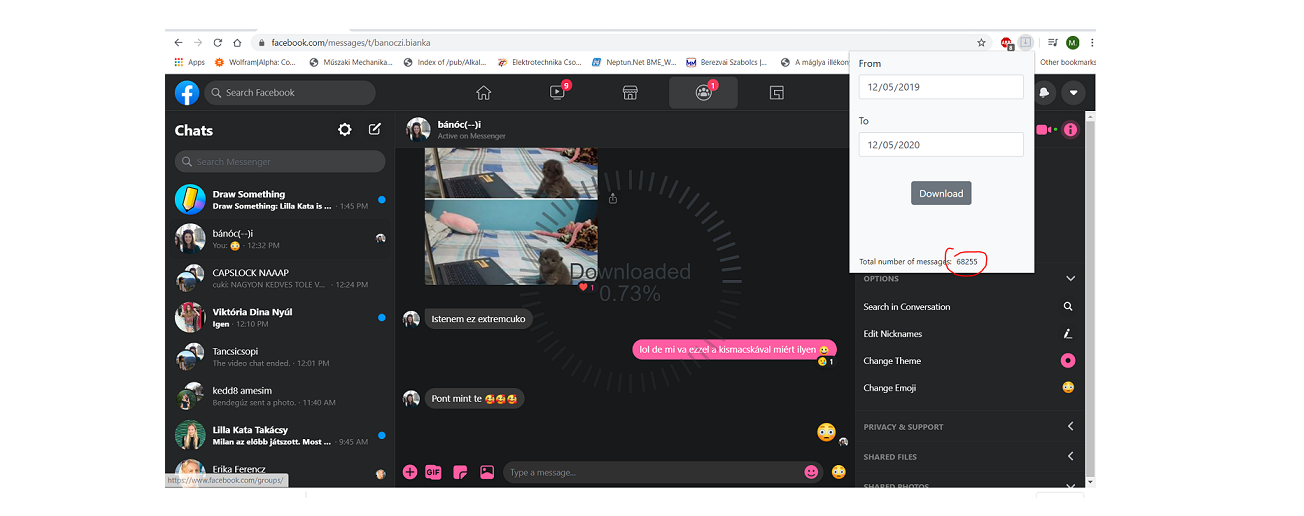 facebook.com/messages/t/banoczi.bianka
Apps
Wolfram|Alpha: Co...
Műszaki Mechanika...
Index of /pub/Alkal...
Elektrotechnika Cso...
Neptun.Net BME_W...
Berezvai Szabolcs |...
A máglya illékon
Other bookmarks
Search Facebook
9
1
From
12/05/2019
To
12/05/2020
Download
Total number of messages: 68255
Chats
Search Messenger
Draw Something
Draw Something: Lilla Kata is ... · 1:45 PM
bánóc(--)i
You: 😳 · 12:32 PM
CAPSLOCK NAAAP
cuki: NAGYON KEDVES TOLE V... · 12:24 PM
Viktória Dina Nyúl
Igen · 12:10 PM
Tancsicsopi
The video chat ended. · 12:01 PM
kedd8 amesim
Bendegúz sent a photo. · 11:40 AM
Lilla Kata Takácsy
Milan az előbb játszott. Most ... · 9:45 AM
Erika Ferencz
https://www.facebook.com/groups/
bánóc(--)i
Active on Messenger
Downloaded
0.73%
❤ 1
Istenem ez extremcuko
lol de mi va ezzel a kismacskával miért ilyen 😀
1
Pont mint te 🥰🥰🥰
😳
GIF
Type a message...
OPTIONS
Search in Conversation
Edit Nicknames
Change Theme
Change Emoji
PRIVACY & SUPPORT
SHARED FILES
SHARED PHOTOS